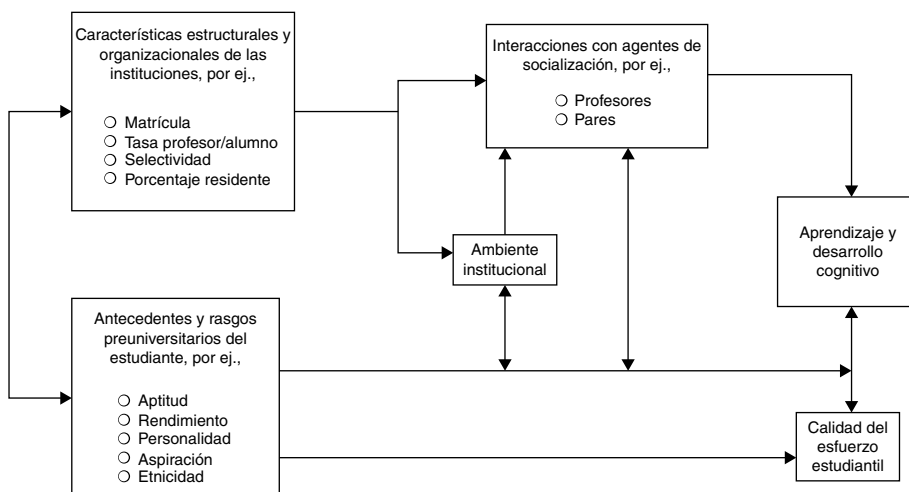 Características estructurales y
organizacionales de las
instituciones, por ej.,
Matrícula
Tasa profesor/alumno
Selectividad
Porcentaje residente
Interacciones con agentes de
socialización, por ej.,
Profesores
Pares
Ambiente
institucional
Aprendizaje y
desarrollo
cognitivo
Antecedentes y rasgos
preuniversitarios del
estudiante, por ej.,
Aptitud
Rendimiento
Personalidad
Aspiración
Etnicidad
Calidad del
esfuerzo
estudiantil